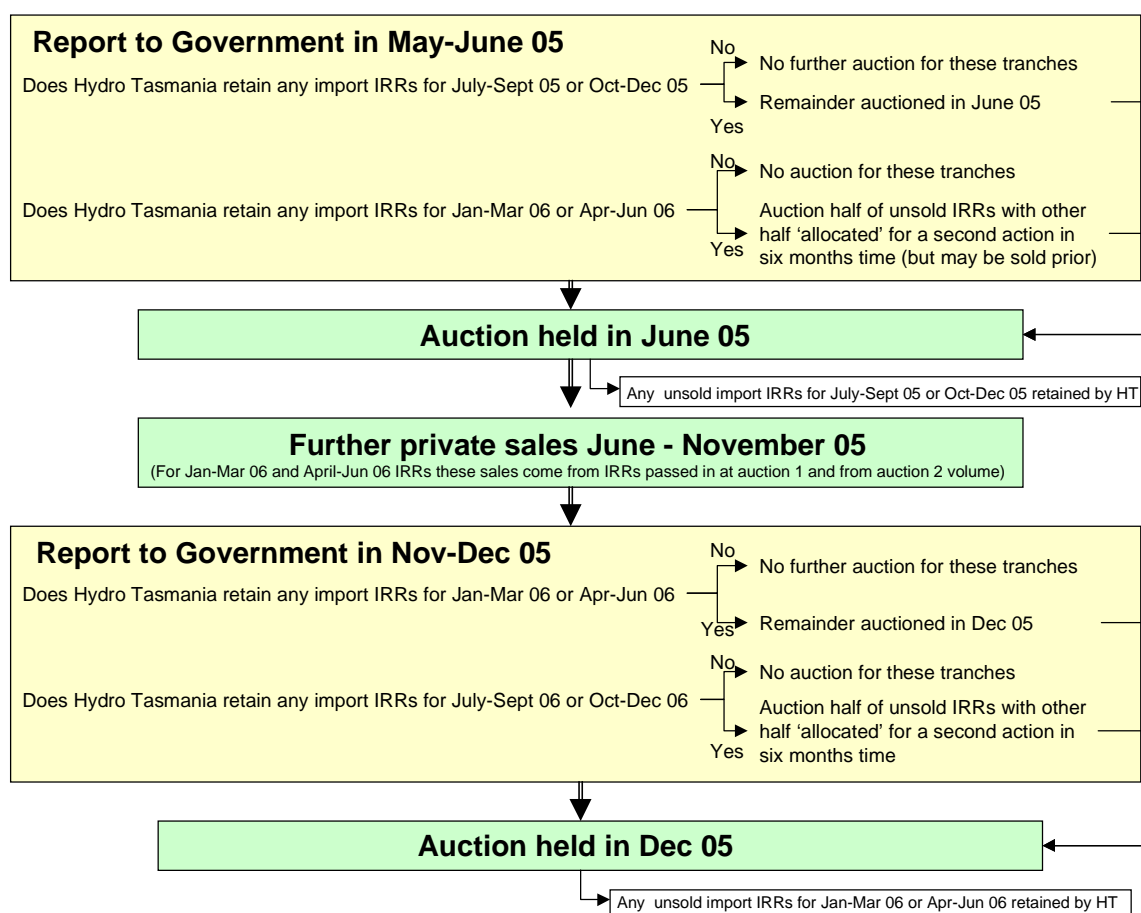 Report to Government in May-June 05
Does Hydro Tasmania retain any import IRRs for July-Sept 05 or Oct-Dec 05
No
No further auction for these tranches
Remainder auctioned in June 05
Yes
Does Hydro Tasmania retain any import IRRs for Jan-Mar 06 or Apr-Jun 06
No
No auction for these tranches
Auction half of unsold IRRs with other
half ‘allocated’ for a second action in
six months time (but may be sold prior)
Yes
Auction held in June 05
Any unsold import IRRs for July-Sept 05 or Oct-Dec 05 retained by HT
Further private sales June - November 05
(For Jan-Mar 06 and April-Jun 06 IRRs these sales come from IRRs passed in at auction 1 and from auction 2 volume)
Report to Government in Nov-Dec 05
Does Hydro Tasmania retain any import IRRs for Jan-Mar 06 or Apr-Jun 06
No
No further auction for these tranches
Yes
Remainder auctioned in Dec 05
Does Hydro Tasmania retain any import IRRs for July-Sept 06 or Oct-Dec 06
No
No auction for these tranches
Auction half of unsold IRRs with other
half ‘allocated’ for a second action in
six months time
Yes
Auction held in Dec 05
Any unsold import IRRs for Jan-Mar 06 or Apr-Jun 06 retained by HT